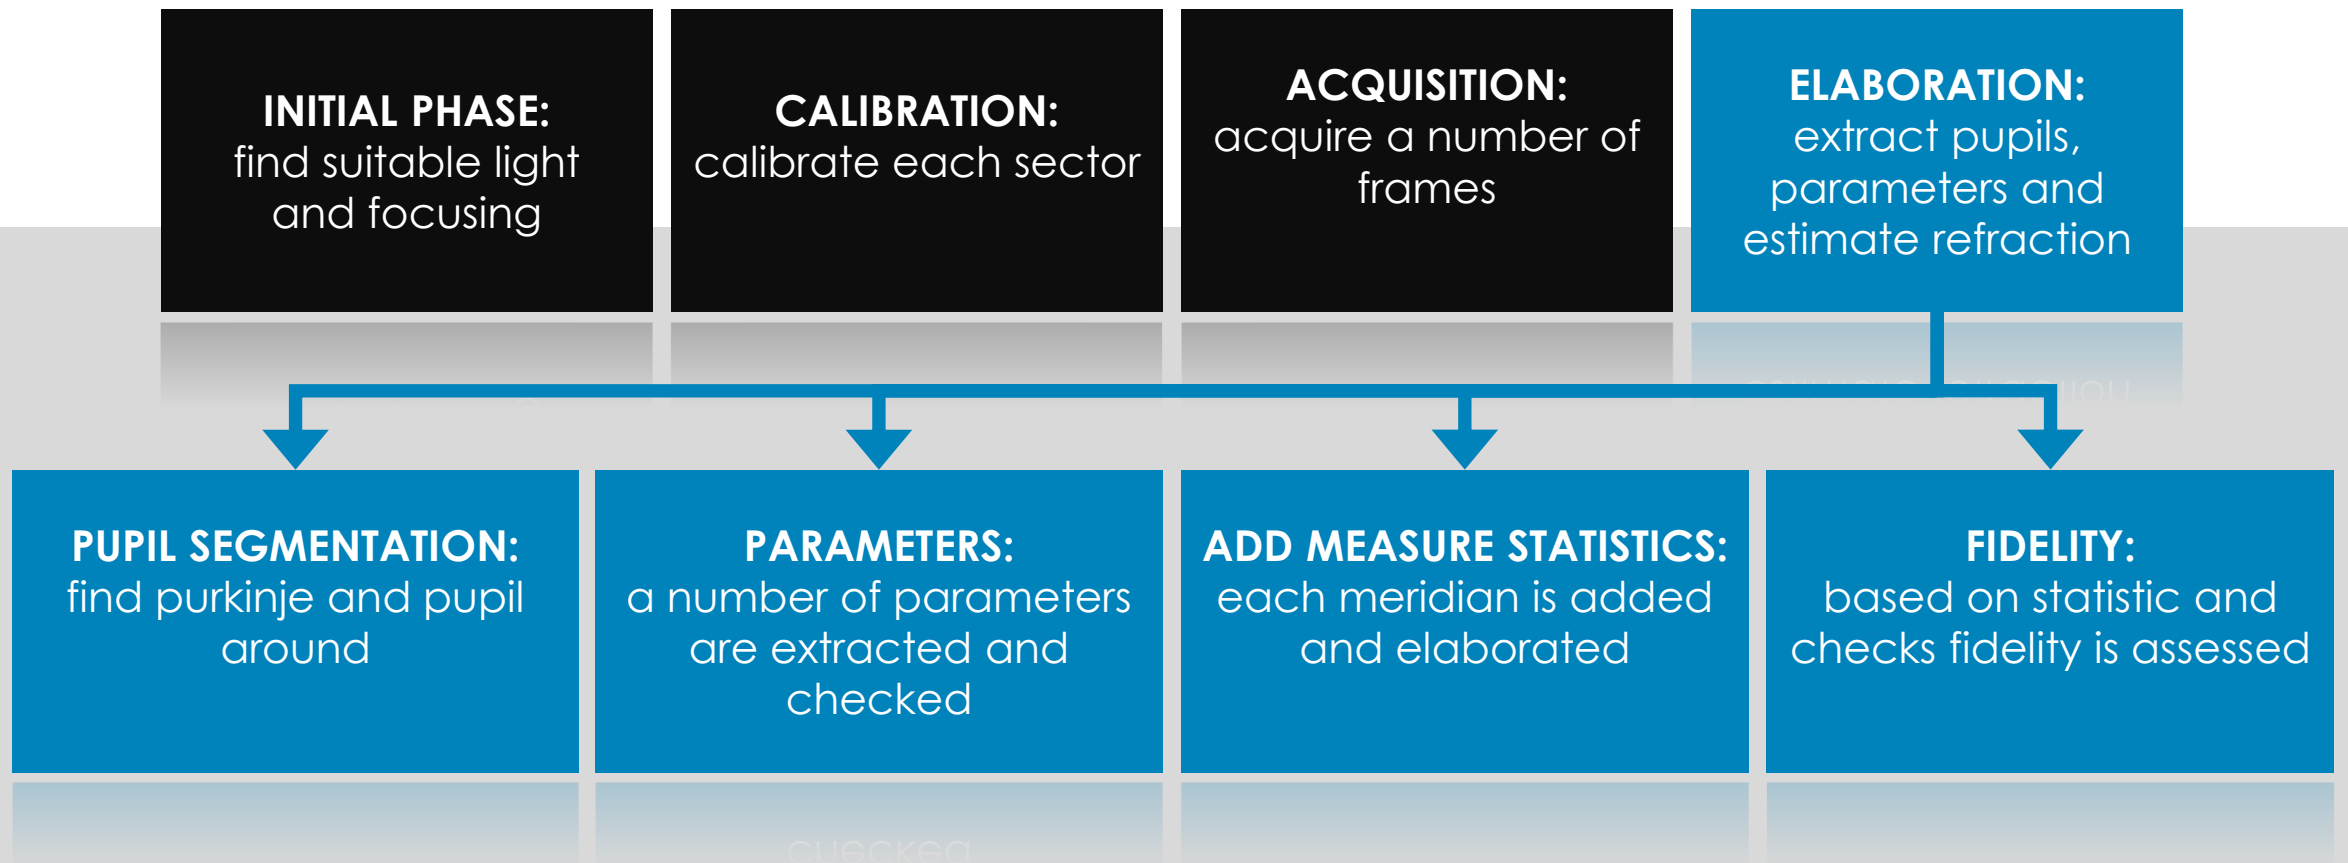 INITIAL PHASE:
find suitable light
and focusing
CALIBRATION:
calibrate each sector
ACQUISITION:
acquire a number of
frames
ELABORATION:
extract pupils,
parameters and
estimate refraction
PUPIL SEGMENTATION:
find purkinje and pupil
around
PARAMETERS:
a number of parameters
are extracted and
checked
ADD MEASURE STATISTICS:
each meridian is added
and elaborated
FIDELITY:
based on statistic and
checks fidelity is assessed